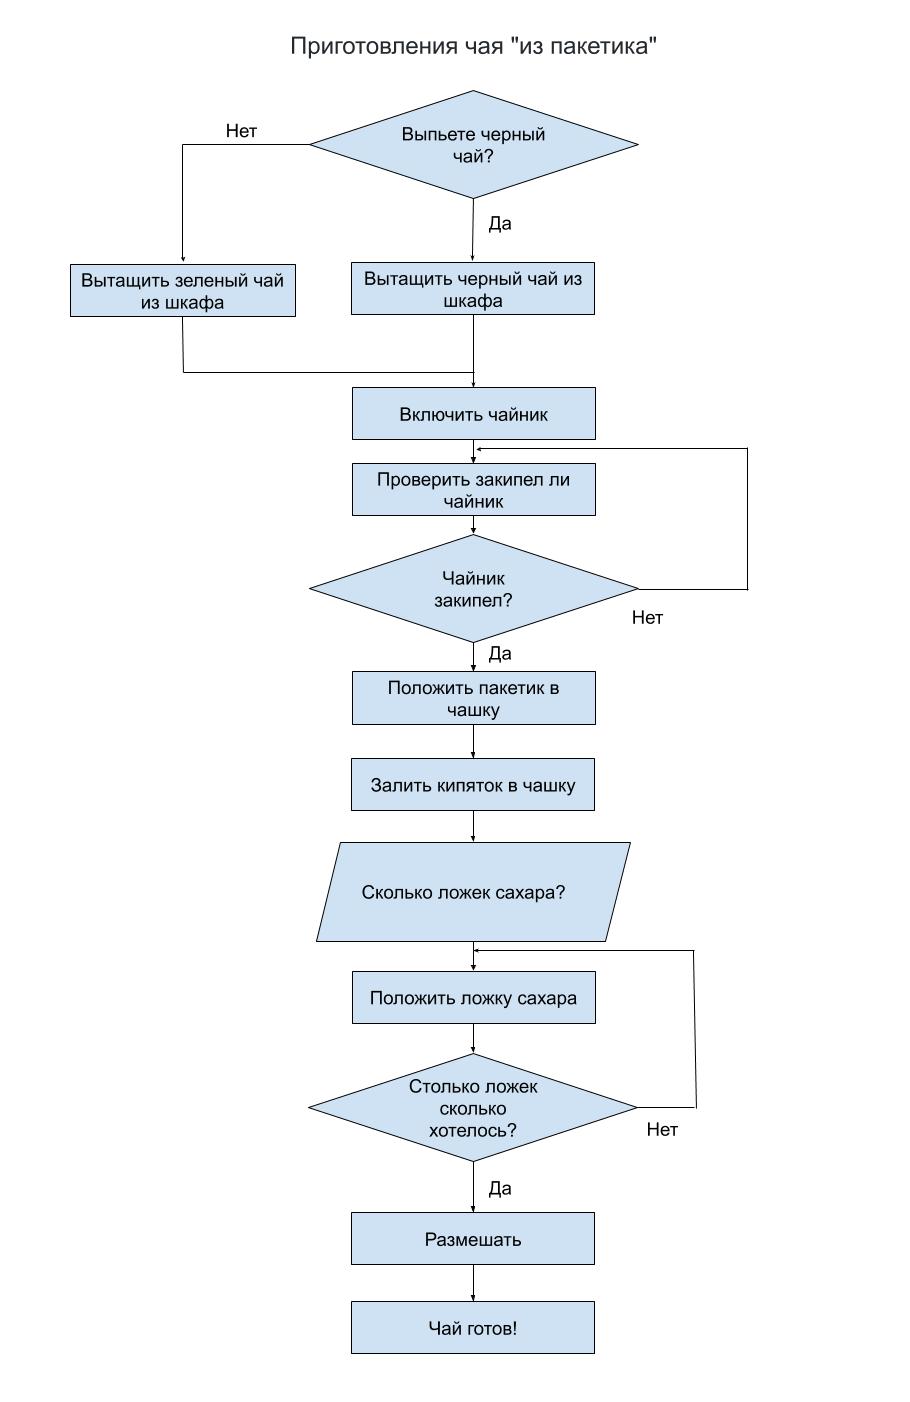 Приготовления чая "из пакетика"
Выпьете черный
чай?
Нет
Да
Вытащить зеленый чай
из шкафа
Вытащить черный чай из
шкафа
Включить чайник
Проверить закипел ли
чайник
Чайник
закипел?
Нет
Да
Положить пакетик в
чашку
Залить кипяток в чашку
Сколько ложек сахара?
Положить ложку сахара
Столько ложек
сколько
хотелось?
Нет
Да
Размешать
Чай готов!